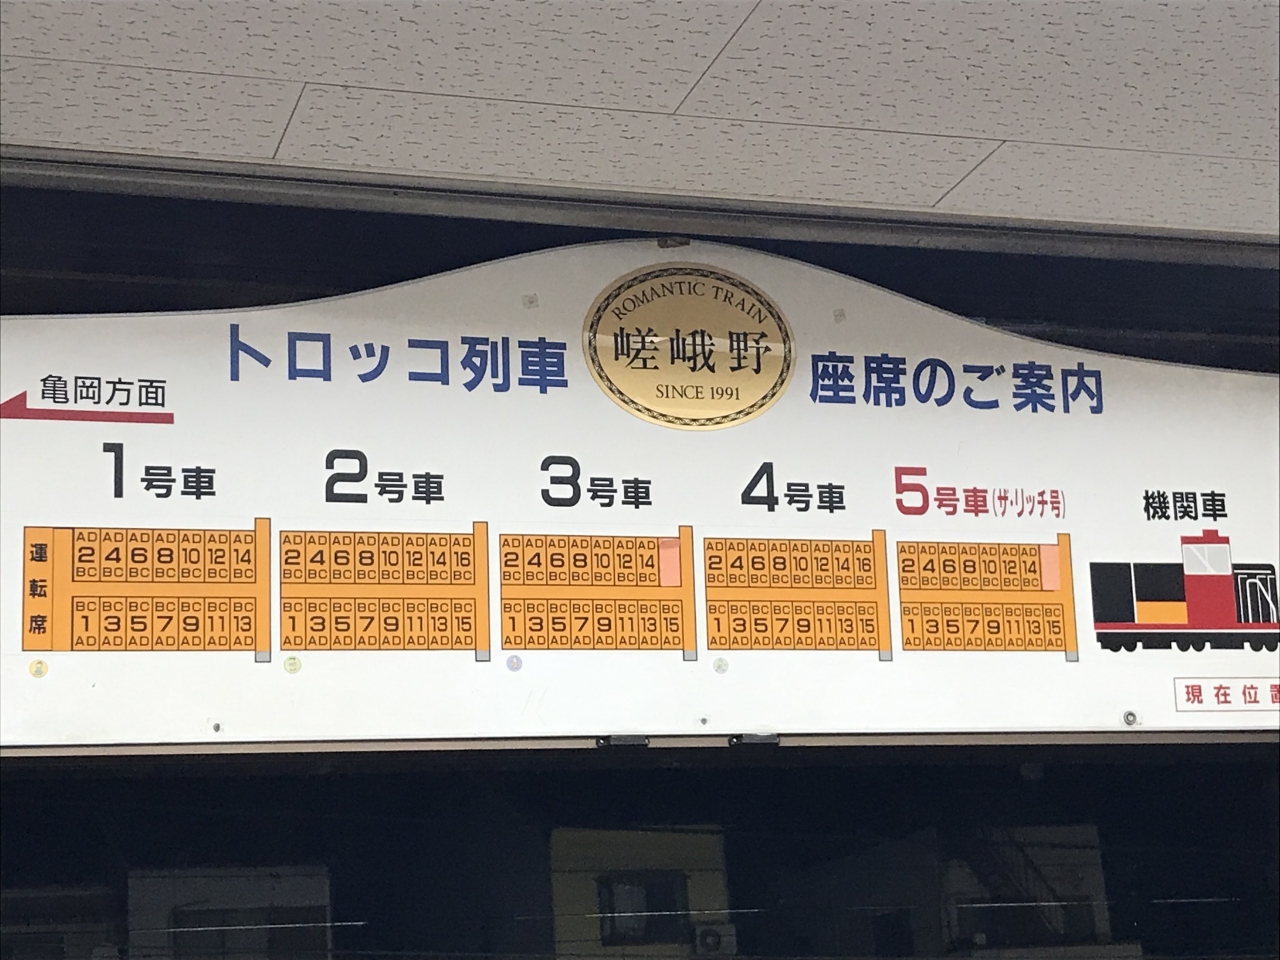 ROMANTIC TRAIN
トロッコ列車 嵯峨野 座席のご案内
SINCE 1991
亀岡方面
1号車 2号車 3号車 4号車 5号車(ザ・リッチ号) 機関車
運転席
AD AD AD AD AD AD AD
2 4 6 8 10 12 14
BC BC BC BC BC BC BC
BC BC BC BC BC BC BC
1 3 5 7 9 11 13
AD AD AD AD AD AD AD
AD AD AD AD AD AD AD AD
2 4 6 8 10 12 14 16
BC BC BC BC BC BC BC BC
BC BC BC BC BC BC BC BC
1 3 5 7 9 11 13 15
AD AD AD AD AD AD AD AD
AD AD AD AD AD AD AD
2 4 6 8 10 12 14
BC BC BC BC BC BC BC
BC BC BC BC BC BC BC BC
1 3 5 7 9 11 13 15
AD AD AD AD AD AD AD AD
AD AD AD AD AD AD AD AD
2 4 6 8 10 12 14 16
BC BC BC BC BC BC BC BC
BC BC BC BC BC BC BC BC
1 3 5 7 9 11 13 15
AD AD AD AD AD AD AD AD
AD AD AD AD AD AD AD
2 4 6 8 10 12 14
BC BC BC BC BC BC BC
BC BC BC BC BC BC BC BC
1 3 5 7 9 11 13 15
AD AD AD AD AD AD AD AD
現在位置